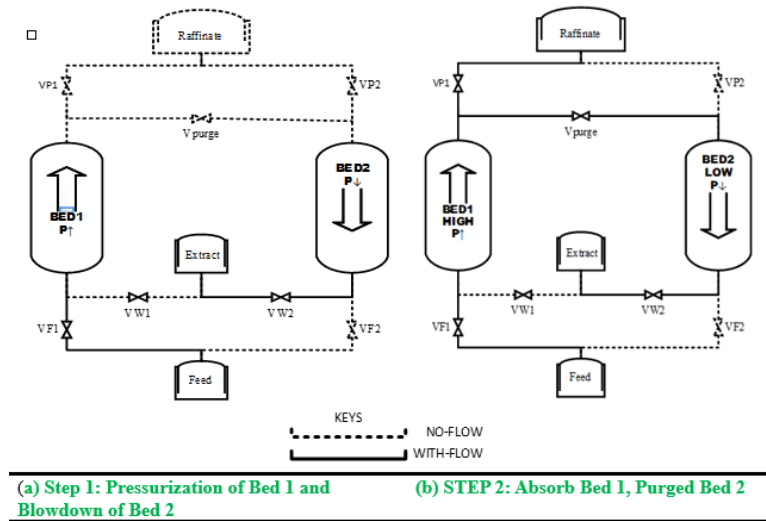 Raffinate
VP1
VP2
V purge
BED1
P↑
BED2
P↓
Extract
VW1
VW2
VF1
VF2
Feed
Raffinate
VP1
VP2
Vpurge
BED1
HIGH
P↑
BED2
LOW
P↓
Extract
VW1
VW2
VF1
VF2
Feed
KEYS
NO-FLOW
WITH-FLOW
(a) Step 1: Pressurization of Bed 1 and
Blowdown of Bed 2
(b) STEP 2: Absorb Bed 1, Purged Bed 2